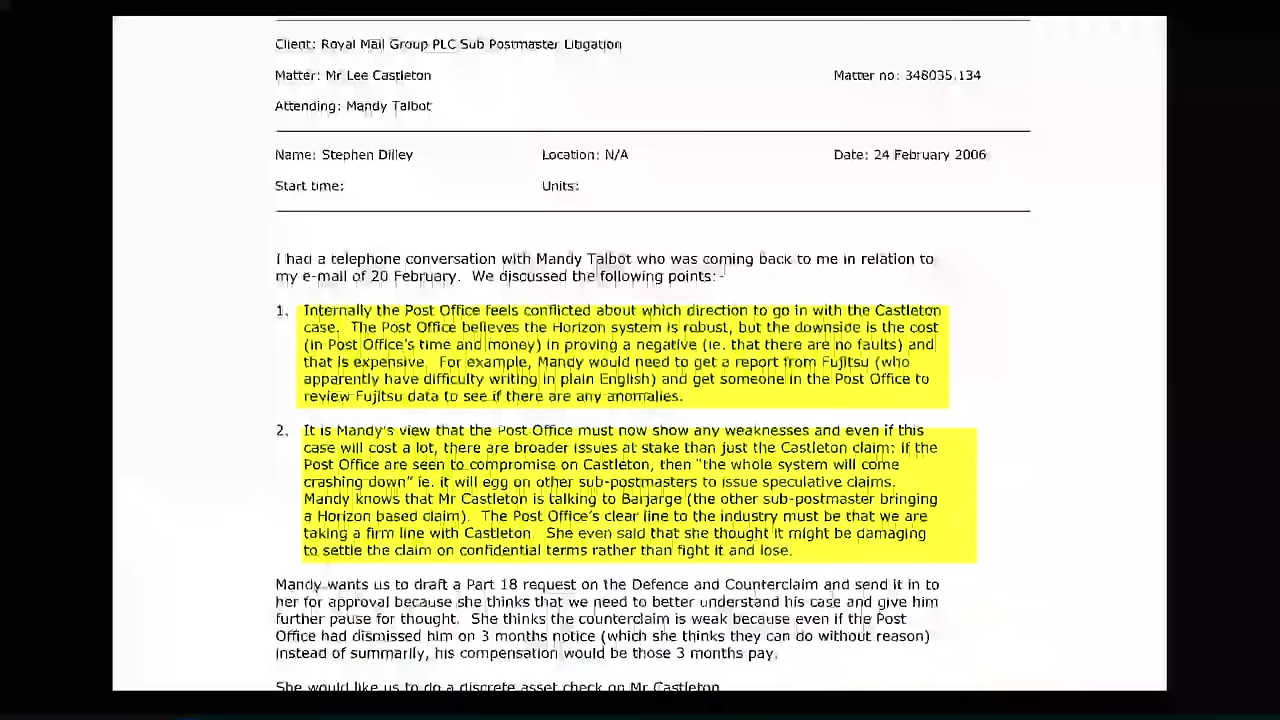 Client: Royal Mail Group PLC Sub Postmaster Litigation
Matter: Mr Lee Castleton Matter no: 348035.134
Attending: Mandy Talbot
Name: Stephen Dilley Location: N/A Date: 24 February 2006
Start time: Units:
I had a telephone conversation with Mandy Talbot who was coming back to me in relation to
my e-mail of 20 February. We discussed the following points:-
1. Internally the Post Office feels conflicted about which direction to go in with the Castleton
case. The Post Office believes the Horizon system is robust, but the downside is the cost
(in Post Office's time and money) in proving a negative (ie. that there are no faults) and
that is expensive. For example, Mandy would need to get a report from Fujitsu (who
apparently have difficulty writing in plain English) and get someone in the Post Office to
review Fujitsu data to see if there are any anomalies.
2. It is Mandy's view that the Post Office must now show any weaknesses and even if this
case will cost a lot, there are broader issues at stake than just the Castleton claim: if the
Post Office are seen to compromise on Castleton, then "the whole system will come
crashing down" ie. it will egg on other sub-postmasters to issue speculative claims.
Mandy knows that Mr Castleton is talking to Barjarge (the other sub-postmaster bringing
a Horizon based claim). The Post Office's clear line to the industry must be that we are
taking a firm line with Castleton. She even said that she thought it might be damaging
to settle the claim on confidential terms rather than fight it and lose.
Mandy wants us to draft a Part 18 request on the Defence and Counterclaim and send it in to
her for approval because she thinks that we need to better understand his case and give him
further pause for thought. She thinks the counterclaim is weak because even if the Post
Office had dismissed him on 3 months notice (which she thinks they can do without reason)
instead of summarily, his compensation would be those 3 months pay.
She would like us to do a discrete asset check on Mr Castleton